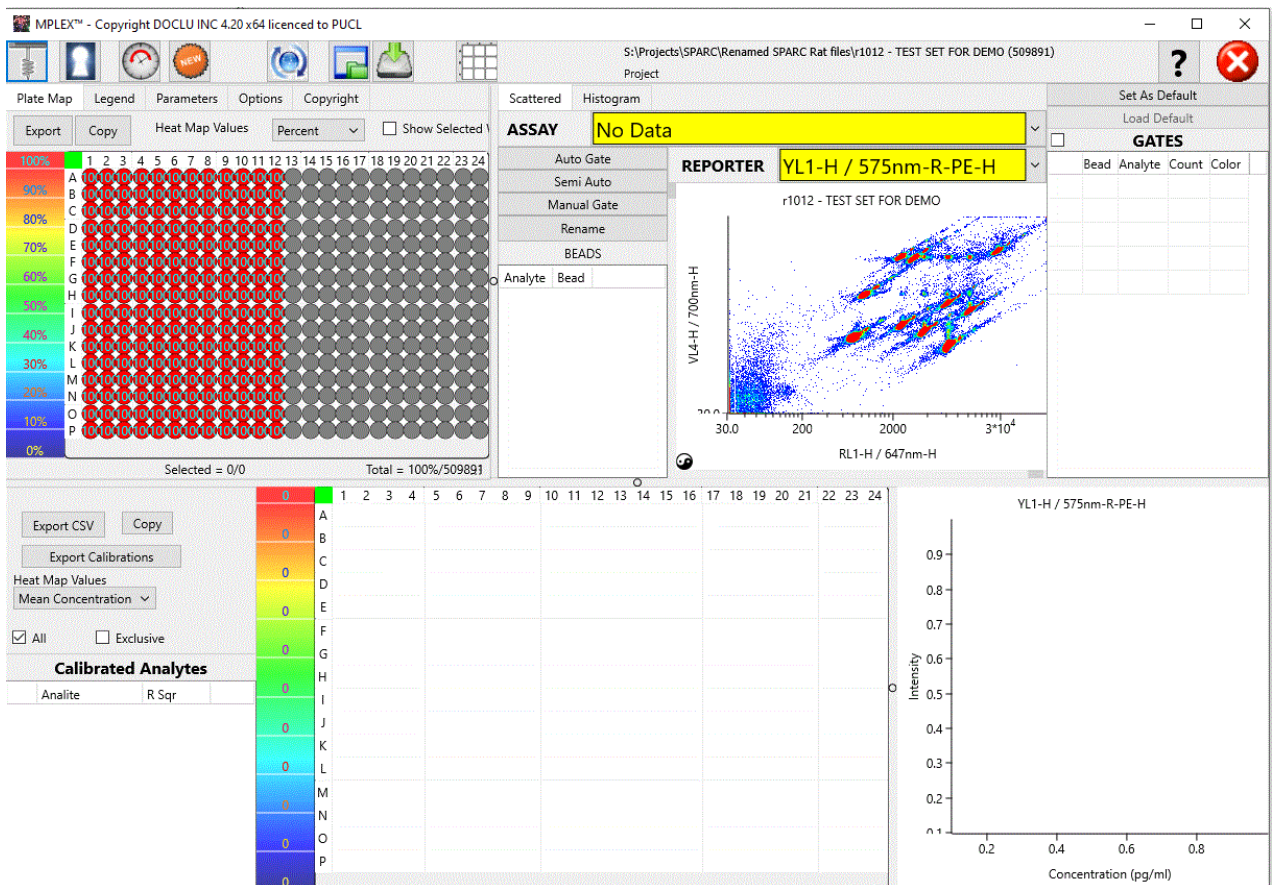 MPLEX™ - Copyright DOCLU INC 4.20 x64 licenced to PUCL
NEW
S:\Projects\SPARC\Renamed SPARC Rat files\r1012 - TEST SET FOR DEMO (509891)
Project
?
Plate Map Legend Parameters Options Copyright
Export Copy Heat Map Values Percent Show Selected
100%
90%
80%
70%
60%
50%
40%
30%
20%
10%
0%
1 2 3 4 5 6 7 8 9 10 11 12 13 14 15 16 17 18 19 20 21 22 23 24
A
B
C
D
E
F
G
H
I
J
K
L
M
N
O
P
Selected = 0/0 Total = 100%/509891
Scattered Histogram
ASSAY No Data
Auto Gate
Semi Auto
Manual Gate
Rename
BEADS
Analyte Bead
REPORTER YL1-H / 575nm-R-PE-H
r1012 - TEST SET FOR DEMO
VL4-H / 700nm-H
30.0 200 2000 3*10⁴
RL1-H / 647nm-H
Set As Default
Load Default
GATES
Bead Analyte Count Color
Export CSV Copy
Export Calibrations
Heat Map Values
Mean Concentration
All Exclusive
Calibrated Analytes
Analite R Sqr
0
0
0
0
0
0
0
0
0
0
0
1 2 3 4 5 6 7 8 9 10 11 12 13 14 15 16 17 18 19 20 21 22 23 24
A
B
C
D
E
F
G
H
I
J
K
L
M
N
O
P
YL1-H / 575nm-R-PE-H
Intensity
0.9
0.8
0.7
0.6
0.5
0.4
0.3
0.2
0.1
0.2 0.4 0.6 0.8
Concentration (pg/ml)